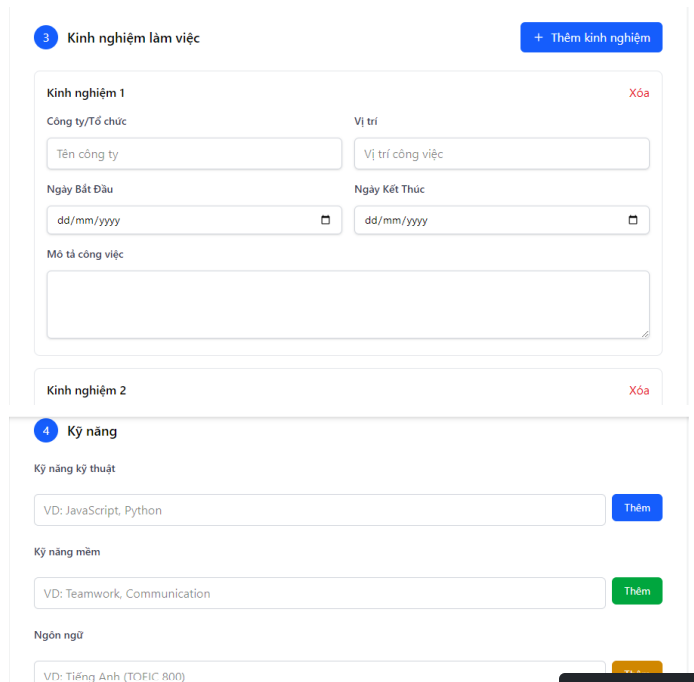 3 Kinh nghiệm làm việc + Thêm kinh nghiệm
Kinh nghiệm 1 Xóa
Công ty/Tổ chức Vị trí
Tên công ty Vị trí công việc
Ngày Bắt Đầu Ngày Kết Thúc
dd/mm/yyyy dd/mm/yyyy
Mô tả công việc
Kinh nghiệm 2 Xóa
4 Kỹ năng
Kỹ năng kỹ thuật
VD: JavaScript, Python Thêm
Kỹ năng mềm
VD: Teamwork, Communication Thêm
Ngôn ngữ
VD: Tiếng Anh (TOEIC 800)